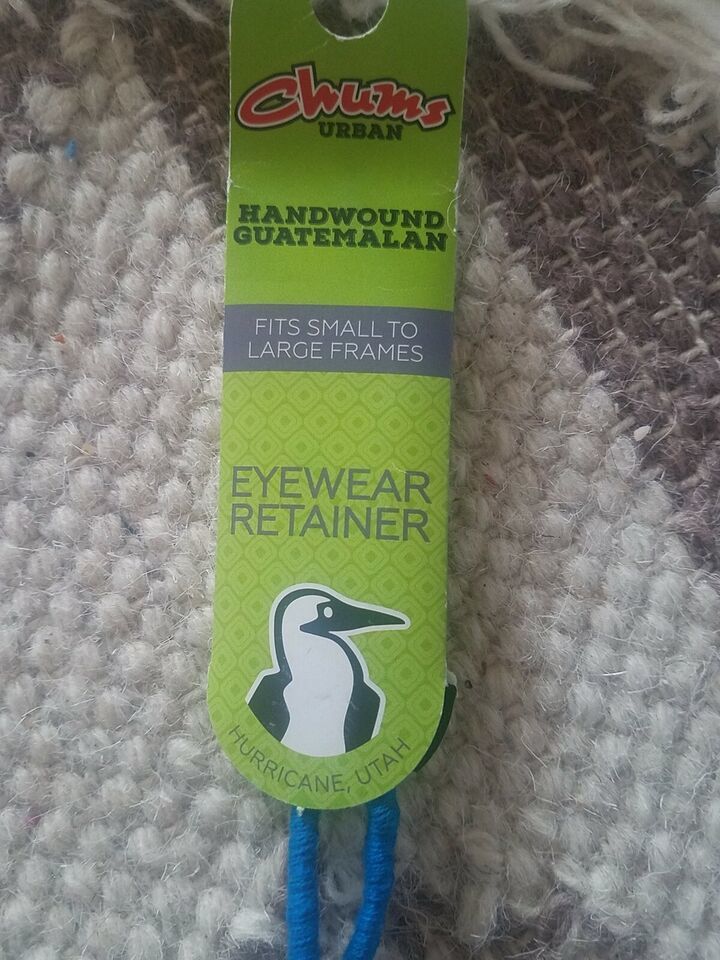 Chums
URBAN
HANDWOUND
GUATEMALAN
FITS SMALL TO
LARGE FRAMES
EYEWEAR
RETAINER
HURRICANE, UTAH